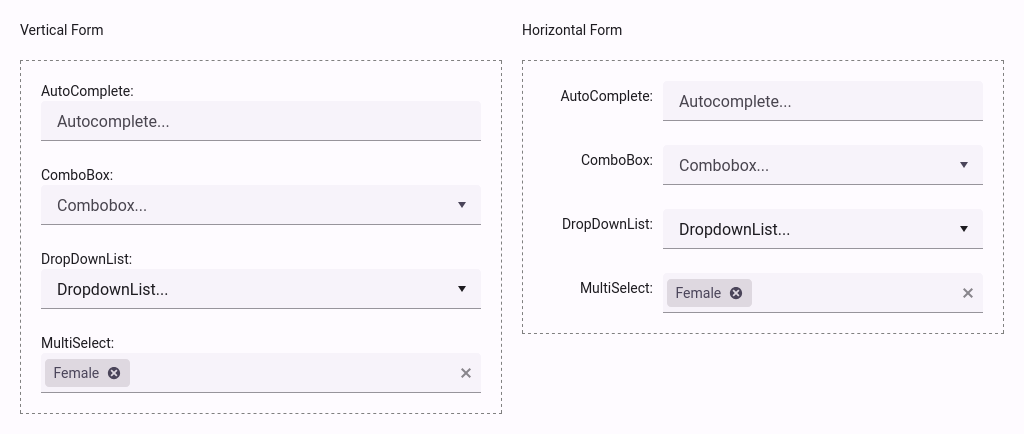 Vertical Form
AutoComplete:
Autocomplete...
ComboBox:
Combobox...
DropDownList:
DropdownList...
MultiSelect:
Female
Horizontal Form
AutoComplete:
Autocomplete...
ComboBox:
Combobox...
DropDownList:
DropdownList...
MultiSelect:
Female